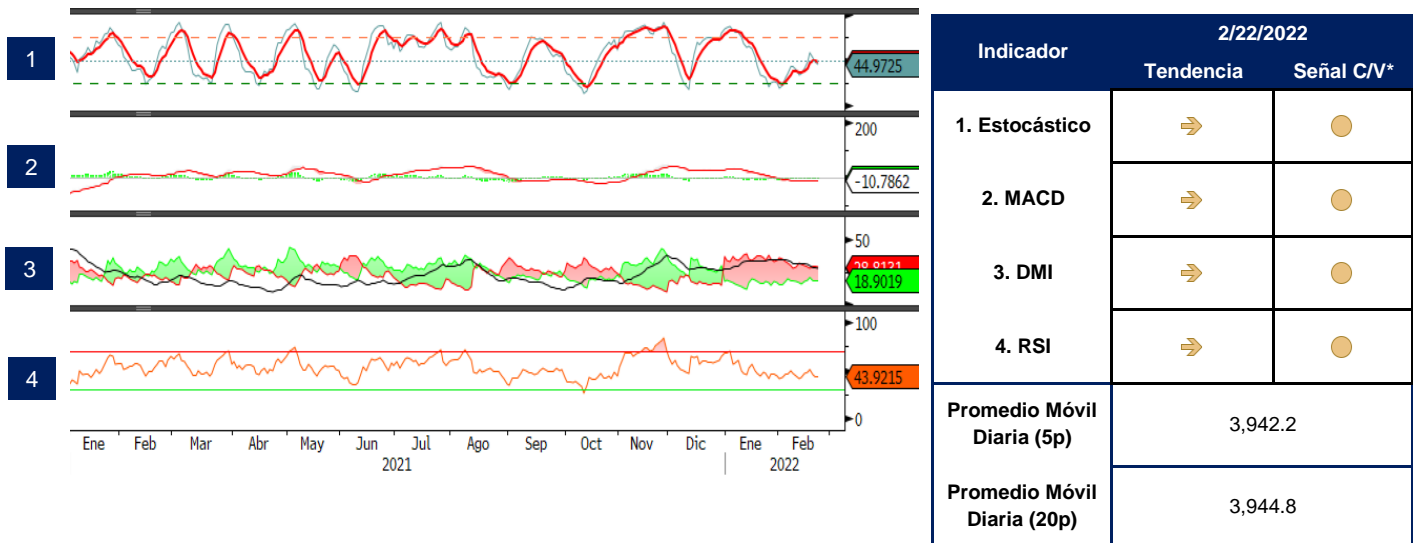 1
44.9725
2
200
-10.7862
3
50
18.9019
4
100
43.9215
0
Ene Feb Mar Abr May Jun Jul Ago Sep Oct Nov Dic Ene Feb
2021 2022
Indicador
2/22/2022
Tendencia Señal C/V*
1. Estocástico
2. MACD
3. DMI
4. RSI
Promedio Móvil
Diaria (5p)
3,942.2
Promedio Móvil
Diaria (20p)
3,944.8